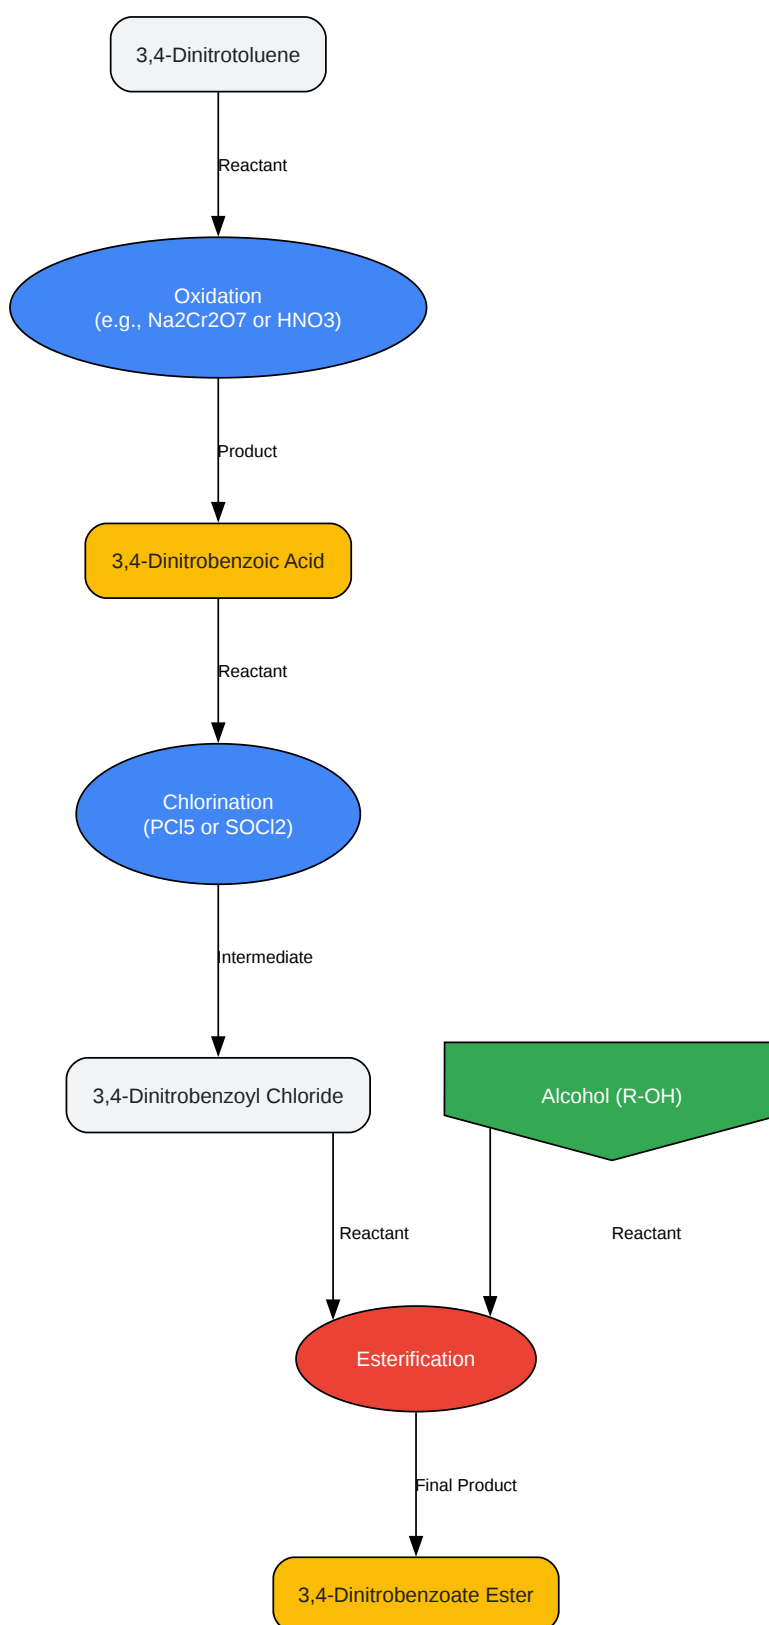 3,4-Dinitrotoluene
Reactant
Oxidation
(e.g., Na2Cr2O7 or HNO3)
Product
3,4-Dinitrobenzoic Acid
Reactant
Chlorination
(PCl5 or SOCl2)
Intermediate
3,4-Dinitrobenzoyl Chloride
Alcohol (R-OH)
Reactant
Reactant
Esterification
Final Product
3,4-Dinitrobenzoate Ester